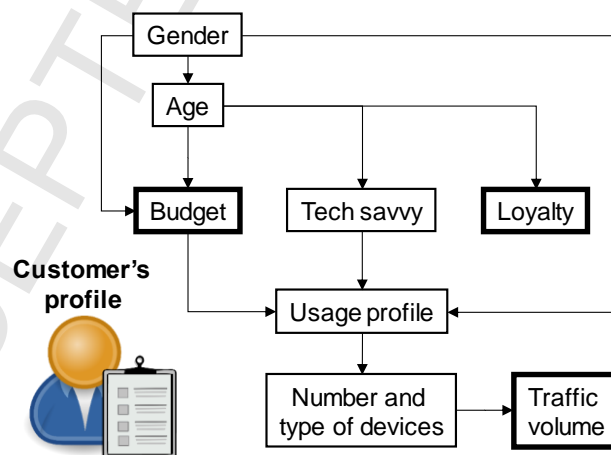 Gender
Age
Budget
Tech savvy
Loyalty
Customer's
profile
Usage profile
Number and
type of devices
Traffic
volume